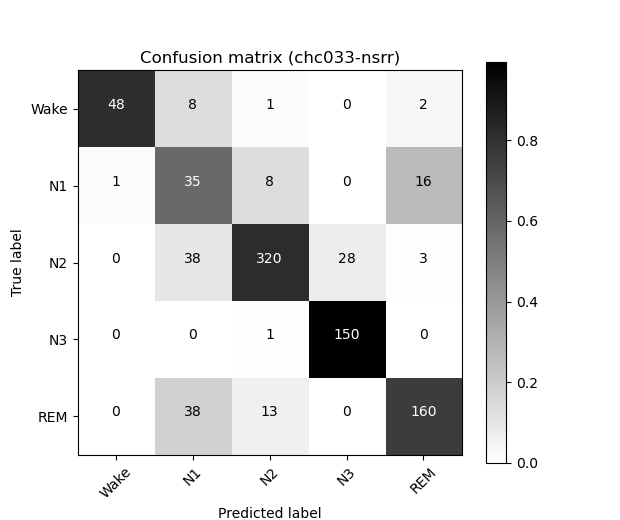 Confusion matrix (chc033-nsrr)
Wake 48 8 1 0 2
N1 1 35 8 0 16
N2 0 38 320 28 3
N3 0 0 1 150 0
REM 0 38 13 0 160
Wake N1 N2 N3 REM
True label
Predicted label
0.8
0.6
0.4
0.2
0.0